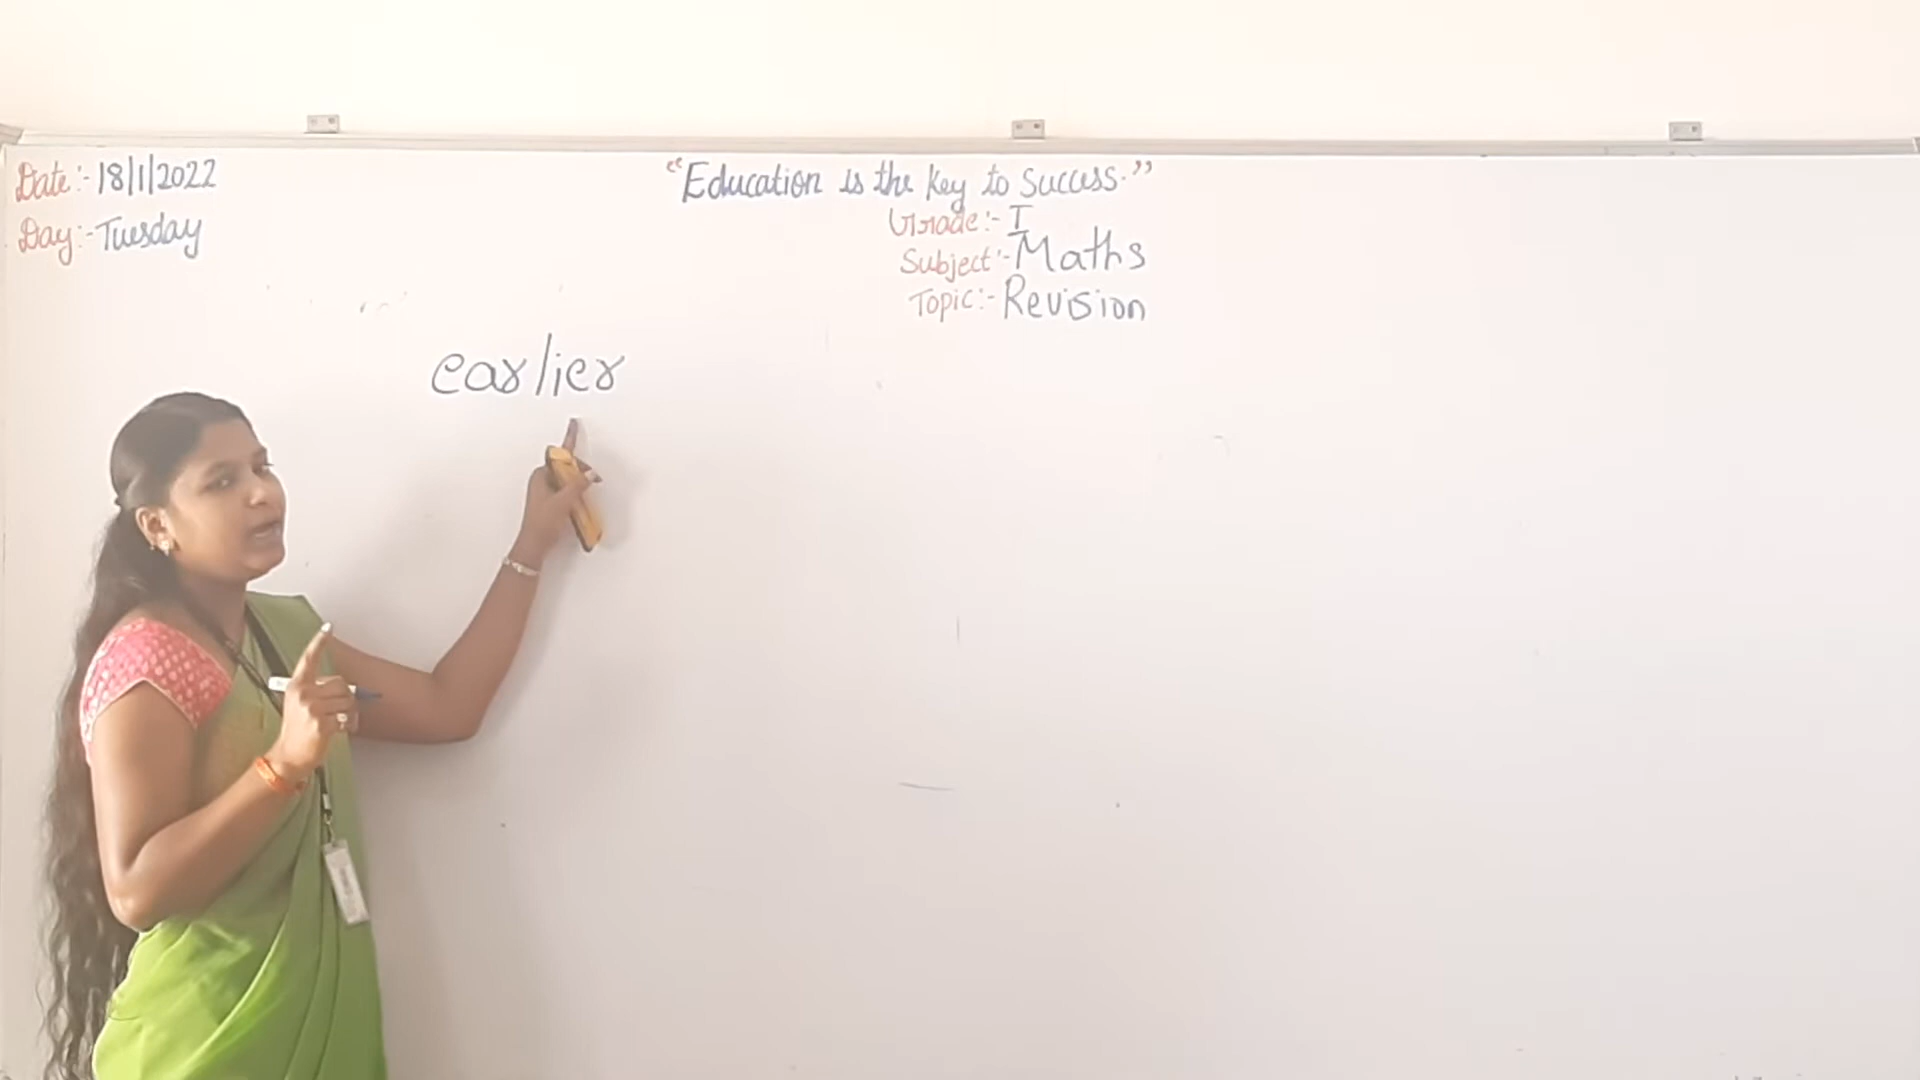 Date:- 18/1/2022
Day:- Tuesday
"Education is the key to success."
Grade:- I
Subject:- Maths
Topic:- Revision
earlier